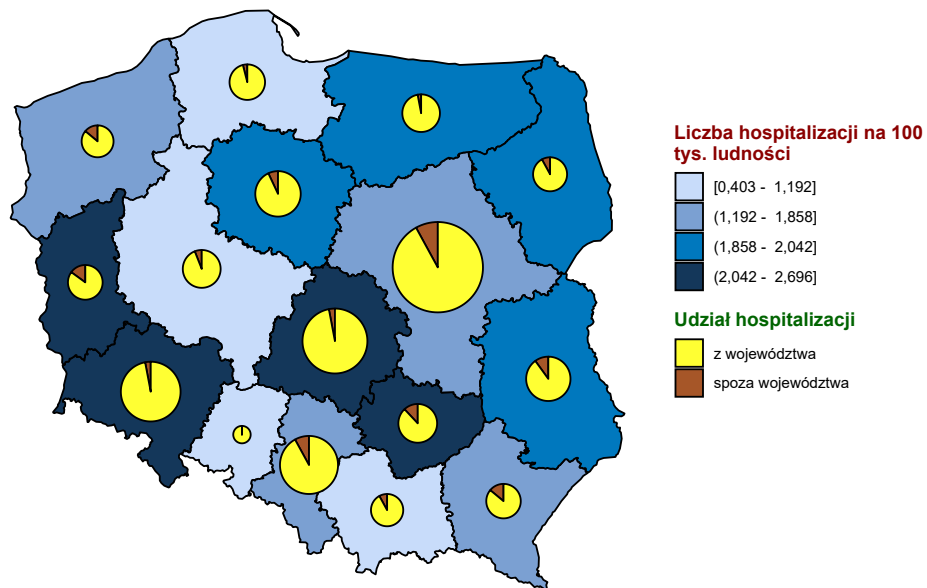 Liczba hospitalizacji na 100
tys. ludności
[0,403 - 1,192]
(1,192 - 1,858]
(1,858 - 2,042]
(2,042 - 2,696]
Udział hospitalizacji
z województwa
spoza województwa